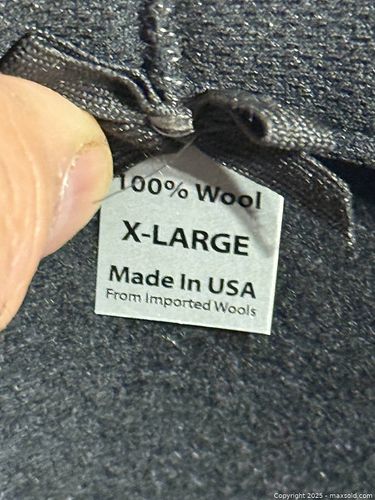 100% Wool
X-LARGE
Made In USA
From Imported Wools
Copyright 2025 - maxsold.com